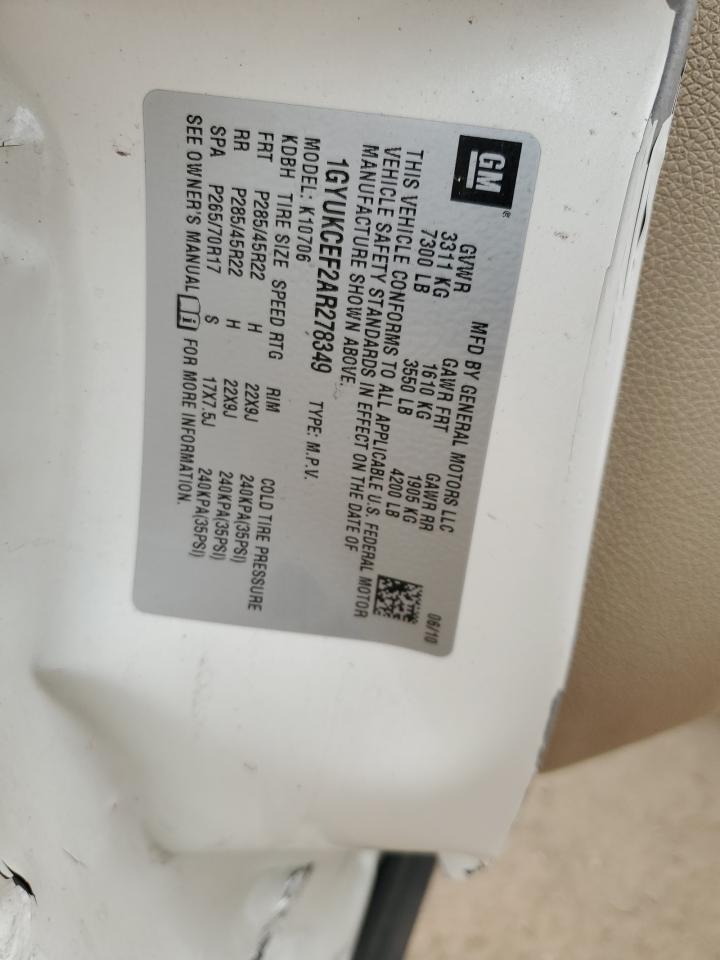 GM®
MFD BY GENERAL MOTORS LLC 06/10
GVWR GAWR FRT GAWR RR
3311 KG 1610 KG 1905 KG
7300 LB 3550 LB 4200 LB
THIS VEHICLE CONFORMS TO ALL APPLICABLE U.S. FEDERAL MOTOR
VEHICLE SAFETY STANDARDS IN EFFECT ON THE DATE OF
MANUFACTURE SHOWN ABOVE.
1GYUKCEF2AR278349 TYPE: M.P.V.
MODEL: K10706
KDBH TIRE SIZE SPEED RTG RIM COLD TIRE PRESSURE
FRT P285/45R22 H 22X9J 240KPA(35PSI)
RR P285/45R22 H 22X9J 240KPA(35PSI)
SPA P265/70R17 S 17X7.5J 240KPA(35PSI)
SEE OWNER'S MANUAL i FOR MORE INFORMATION.